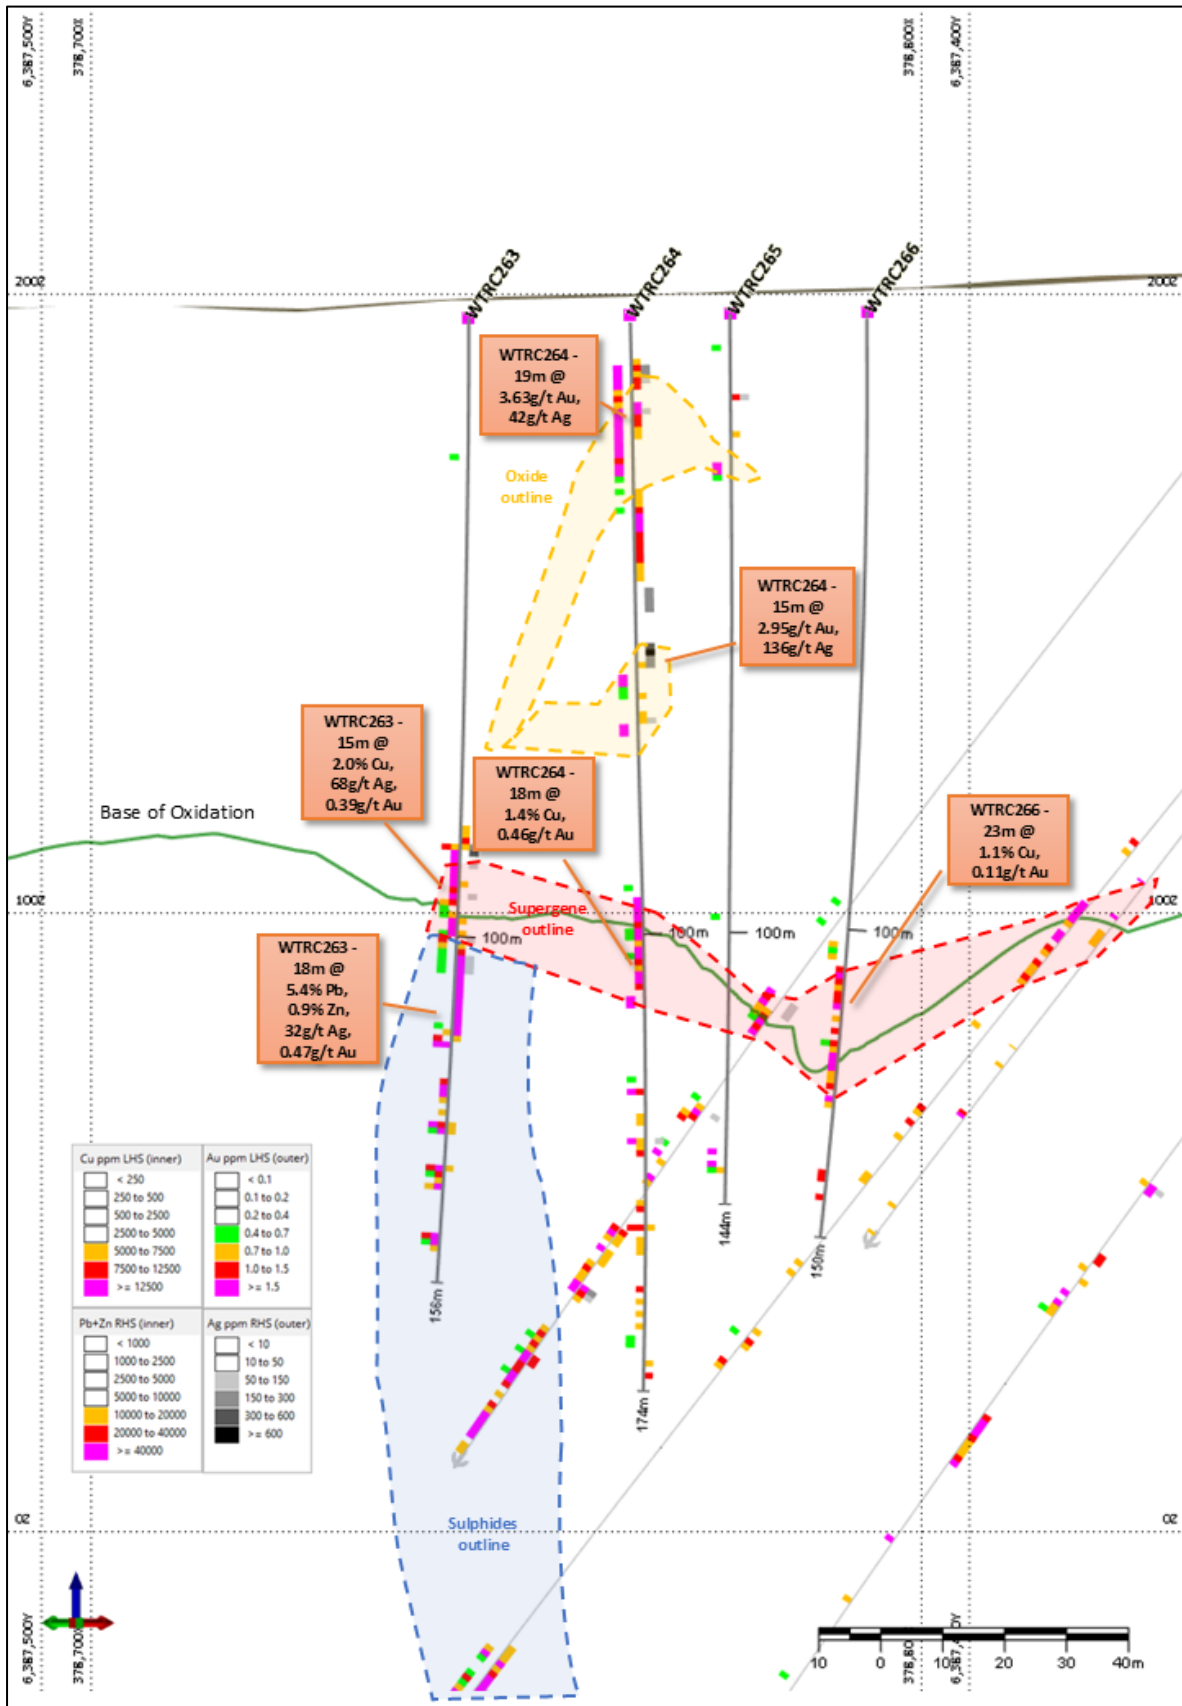 6,387,500Y
378,700X
378,800X
6,387,400Y
WTRC263
WTRC264
WTRC265
WTRC266
200Z
200Z
WTRC264 -
19m @
3.63g/t Au,
42g/t Ag
Oxide
outline
WTRC264 -
15m @
2.95g/t Au,
136g/t Ag
WTRC263 -
15m @
2.0% Cu,
68g/t Ag,
0.39g/t Au
WTRC264 -
18m @
1.4% Cu,
0.46g/t Au
WTRC266 -
23m @
1.1% Cu,
0.11g/t Au
Base of Oxidation
100Z
100Z
Supergene
outline
100m
100m
100m
100m
WTRC263 -
18m @
5.4% Pb,
0.9% Zn,
32g/t Ag,
0.47g/t Au
Cu ppm LHS (inner)
< 250
250 to 500
500 to 2500
2500 to 5000
5000 to 7500
7500 to 12500
>= 12500
Au ppm LHS (outer)
< 0.1
0.1 to 0.2
0.2 to 0.4
0.4 to 0.7
0.7 to 1.0
1.0 to 1.5
>= 1.5
Pb+Zn RHS (inner)
< 1000
1000 to 2500
2500 to 5000
5000 to 10000
10000 to 20000
20000 to 40000
>= 40000
Ag ppm RHS (outer)
< 10
10 to 50
50 to 150
150 to 300
300 to 600
>= 600
156m
174m
144m
150m
0Z
0Z
Sulphides
outline
6,387,500Y
378,700X
10 0 10 20 30 40m